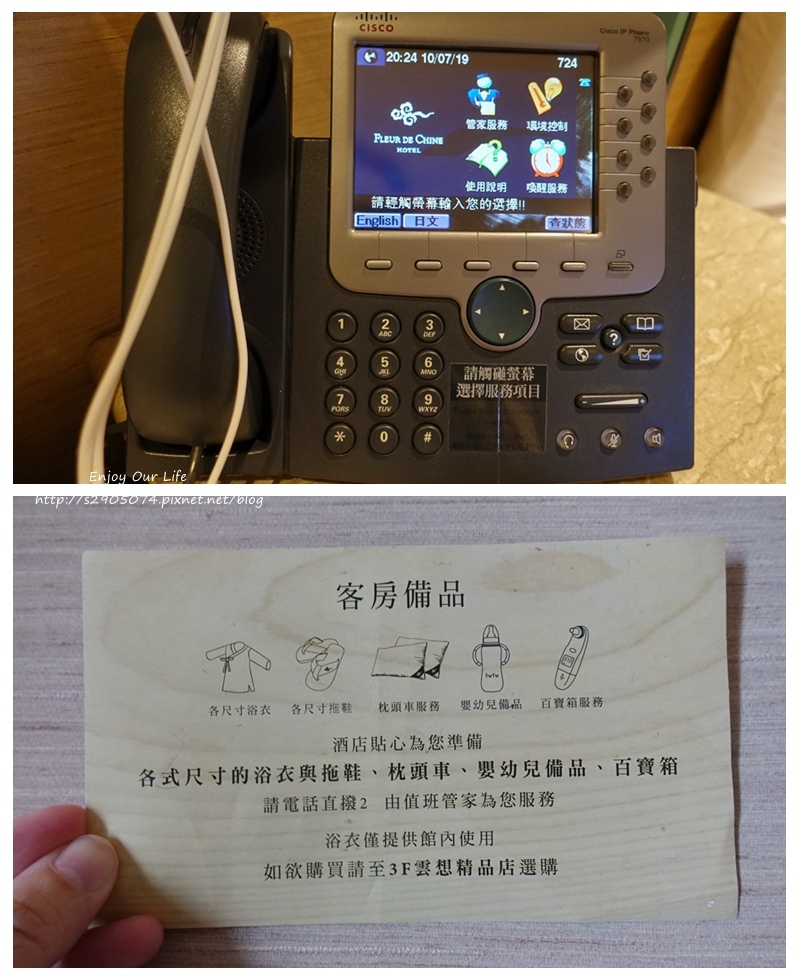 CISCO
Cisco IP Phone
7970
20:24 10/07/19
724
管家服務
環境控制
FLEUR DE CHINE
HOTEL
使用說明
喚醒服務
請輕觸螢幕輸入您的選擇!!
English
日文
查狀態
1
2
ABC
3
DEF
4
GHI
5
JKL
6
MNO
7
PQRS
8
TUV
9
WXYZ
*
0
#
?
請觸碰螢幕
選擇服務項目
Enjoy Our Life
http://s2905074.pixnet.net/blog
客房備品
各尺寸浴衣
各尺寸拖鞋
枕頭車服務
嬰幼兒備品
百寶箱服務
酒店貼心為您準備
各式尺寸的浴衣與拖鞋、枕頭車、嬰幼兒備品、百寶箱
請電話直撥2 由值班管家為您服務
浴衣僅提供館內使用
如欲購買請至3F雲想精品店選購